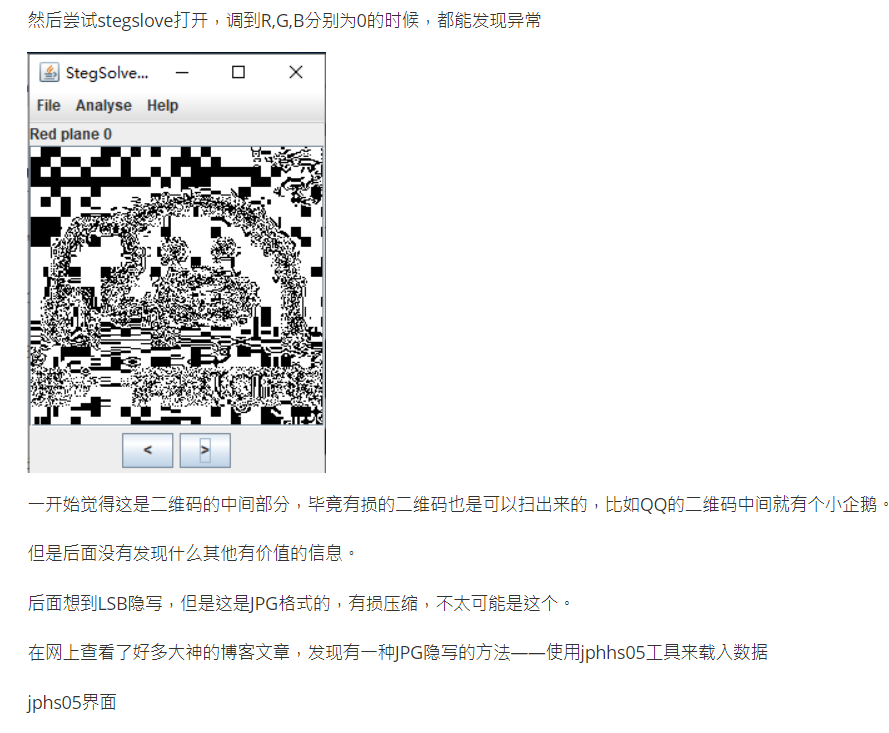 然后尝试stegslove打开，调到R,G,B分别为0的时候，都能发现异常
StegSolve...
File Analyse Help
Red plane 0
< >
一开始觉得这是二维码的中间部分，毕竟有损的二维码也是可以扫出来的，比如QQ的二维码中间就有个小企鹅。
但是后面没有发现什么其他有价值的信息。
后面想到LSB隐写，但是这是JPG格式的，有损压缩，不太可能是这个。
在网上查看了好多大神的博客文章，发现有一种JPG隐写的方法——使用jphhs05工具来载入数据
jphs05界面